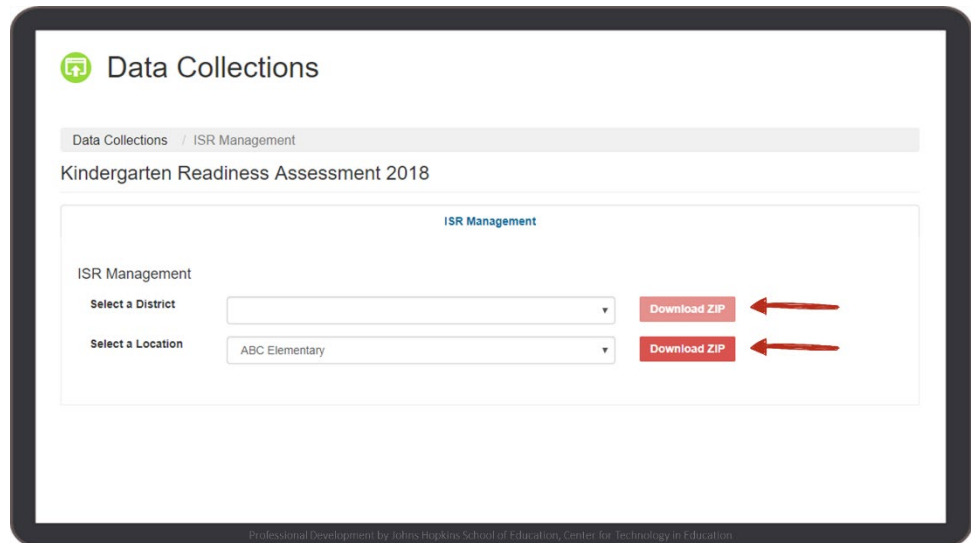 Data Collections
Data Collections / ISR Management
Kindergarten Readiness Assessment 2018
ISR Management
ISR Management
Select a District
Download ZIP
Select a Location
ABC Elementary
Download ZIP
Professional Development by Johns Hopkins School of Education, Center for Technology in Education